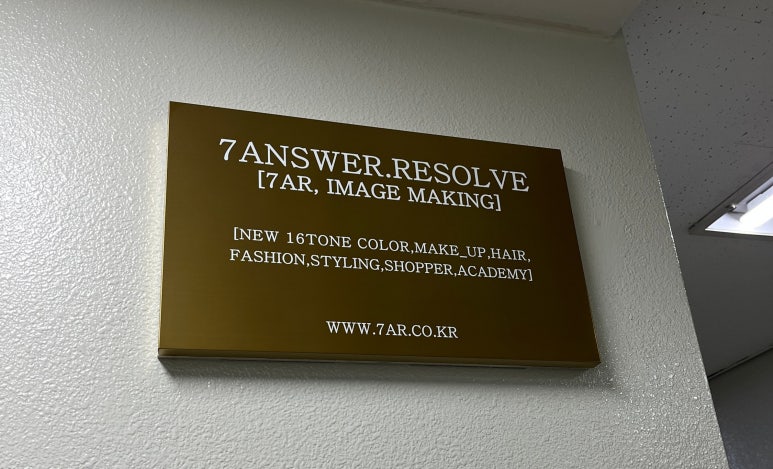 7ANSWER.RESOLVE
[7AR, IMAGE MAKING]
[NEW 16TONE COLOR,MAKE_UP,HAIR,
FASHION,STYLING,SHOPPER,ACADEMY]
WWW.7AR.CO.KR